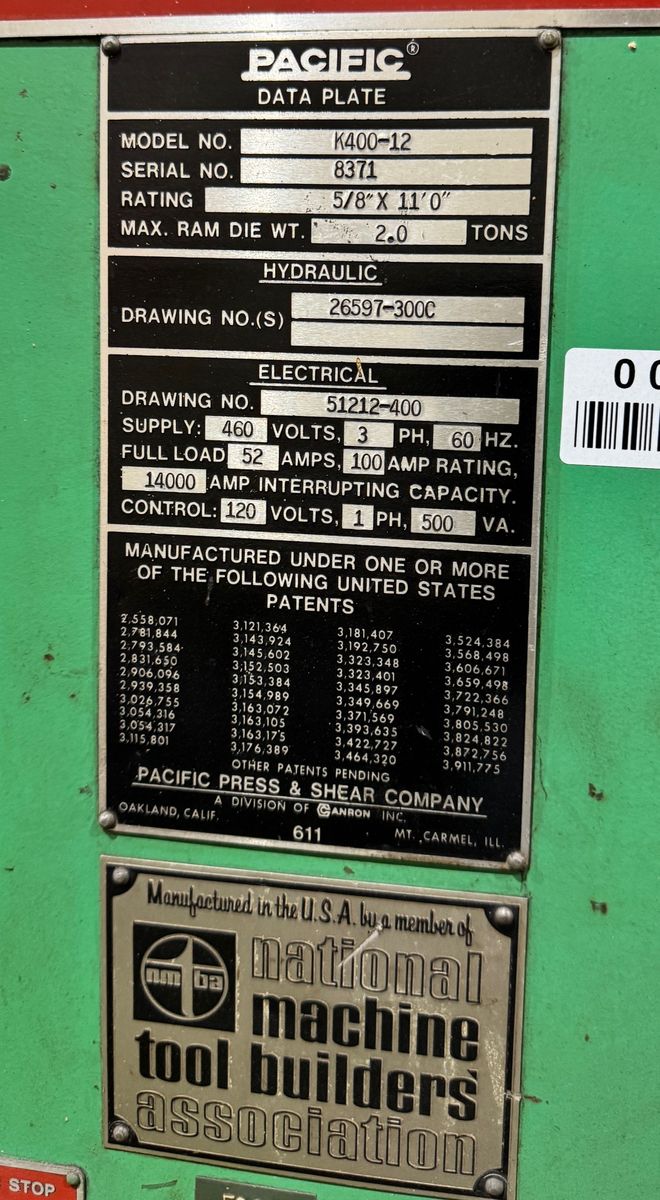 PACIFIC®
DATA PLATE
MODEL NO. K400-12
SERIAL NO. 8371
RATING 5/8"X 11'0"
MAX. RAM DIE WT. 2.0 TONS
HYDRAULIC
DRAWING NO.(S) 26597-300C
ELECTRICAL
DRAWING NO. 51212-400
SUPPLY: 460 VOLTS, 3 PH, 60 HZ.
FULL LOAD 52 AMPS, 100 AMP RATING,
14000 AMP INTERRUPTING CAPACITY.
CONTROL: 120 VOLTS, 1 PH, 500 VA.
MANUFACTURED UNDER ONE OR MORE
OF THE FOLLOWING UNITED STATES
PATENTS
2,558,071 3,121,364 3,181,407 3,524,384
2,781,844 3,143,924 3,192,750 3,568,498
2,793,584 3,145,602 3,323,348 3,606,671
2,831,650 3,152,503 3,323,401 3,659,498
2,906,096 3,153,384 3,345,897 3,722,366
2,939,358 3,154,989 3,349,669 3,791,248
3,026,755 3,163,072 3,371,569 3,805,530
3,054,316 3,163,105 3,393,635 3,824,822
3,054,317 3,163,175 3,422,727 3,872,756
3,115,801 3,176,389 3,464,320 3,911,775
OTHER PATENTS PENDING
PACIFIC PRESS & SHEAR COMPANY
A DIVISION OF CANRON INC.
OAKLAND, CALIF. 611 MT. CARMEL, ILL.
Manufactured in the U.S.A. by a member of
nmtba
national
machine
tool builders'
association
STOP
0